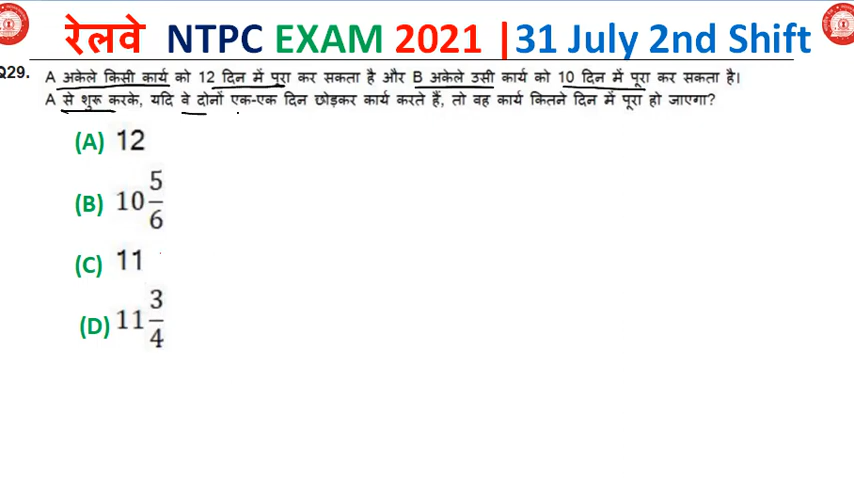 रेलवे NTPC EXAM 2021 |31 July 2nd Shift
Q29. A अकेले किसी कार्य को 12 दिन में पूरा कर सकता है और B अकेले उसी कार्य को 10 दिन में पूरा कर सकता है।
A से शुरू करके, यदि वे दोनों एक-एक दिन छोड़कर कार्य करते हैं, तो वह कार्य कितने दिन में पूरा हो जाएगा?
(A) 12
(B) 10 5/6
(C) 11
(D) 11 3/4